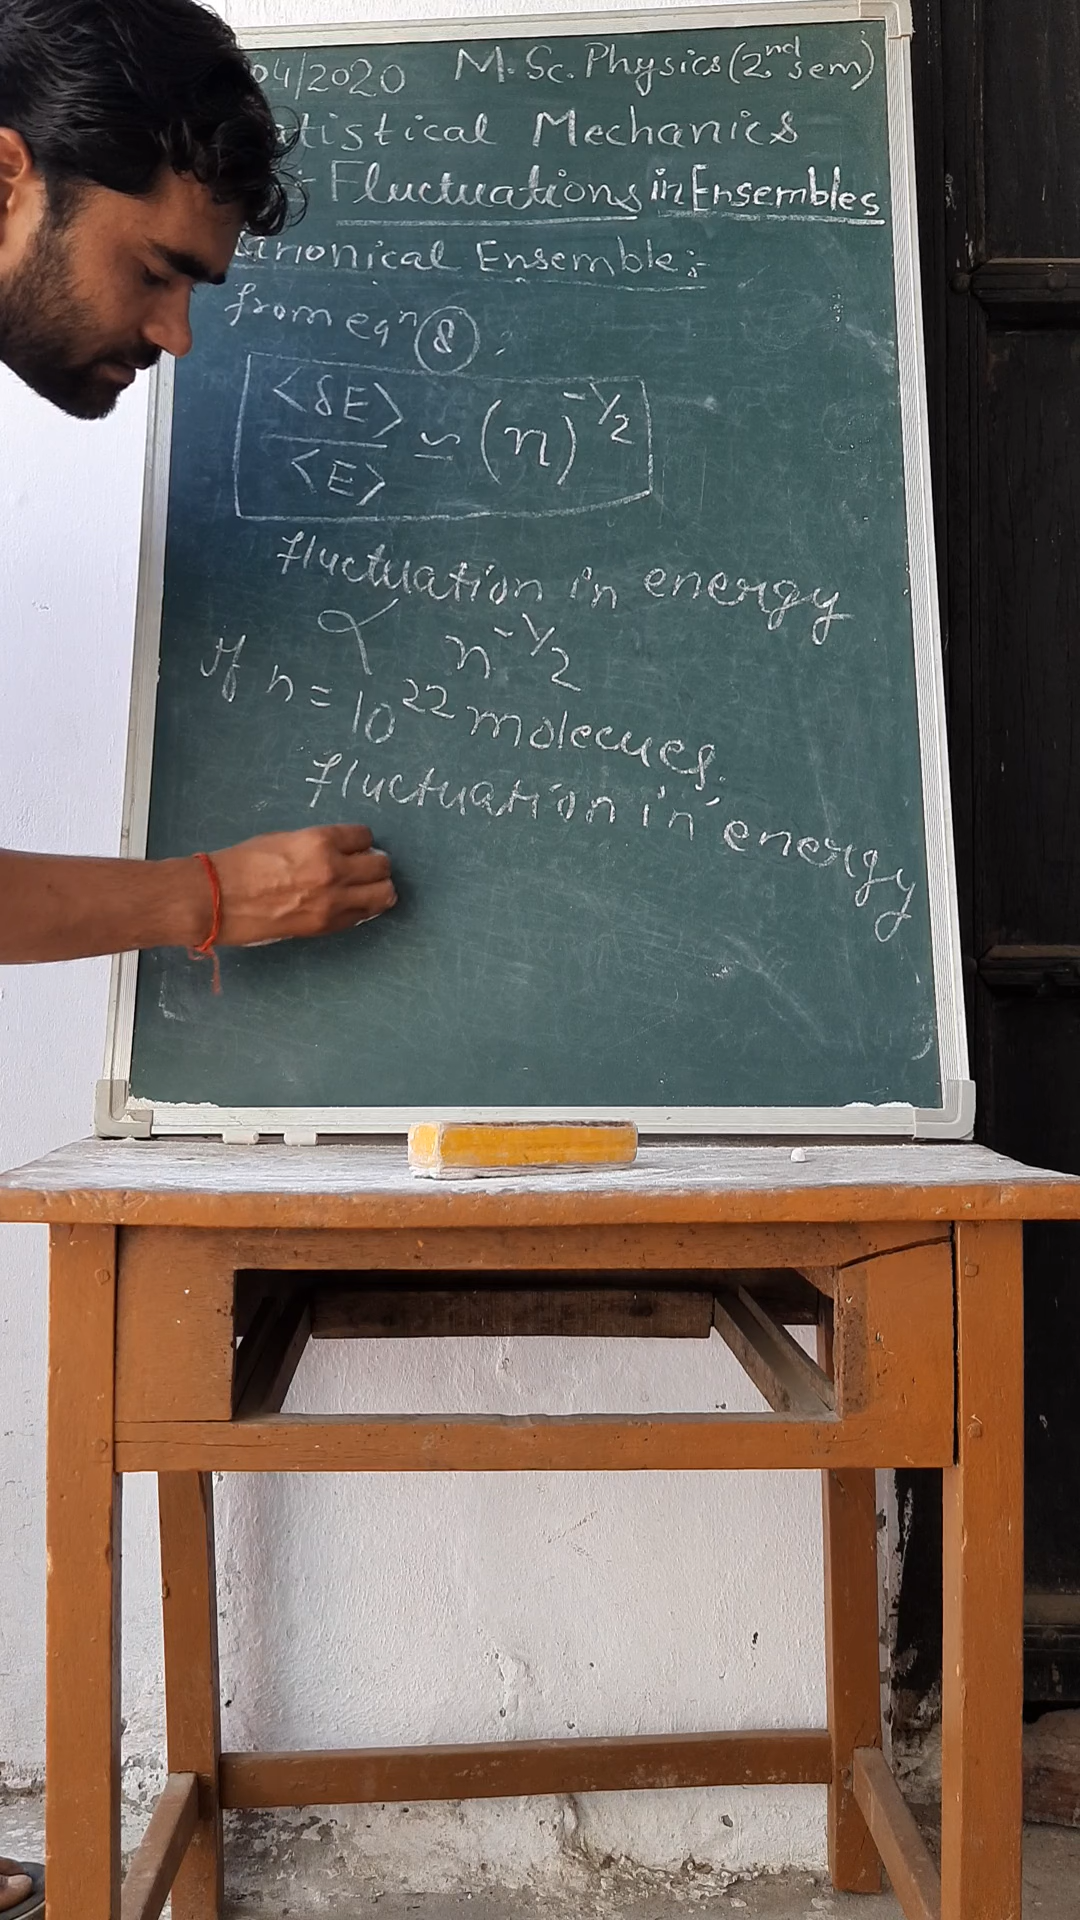 04/2020 M.Sc. Physics (2nd sem)
tistical Mechanics
:- Fluctuations in Ensembles
anonical Ensemble:-
from eqn (8),
<δE>/<E> ≃ (n)^-1/2
fluctuation in energy
∝ n^-1/2
if n = 10^22 molecues.
fluctuation in energy